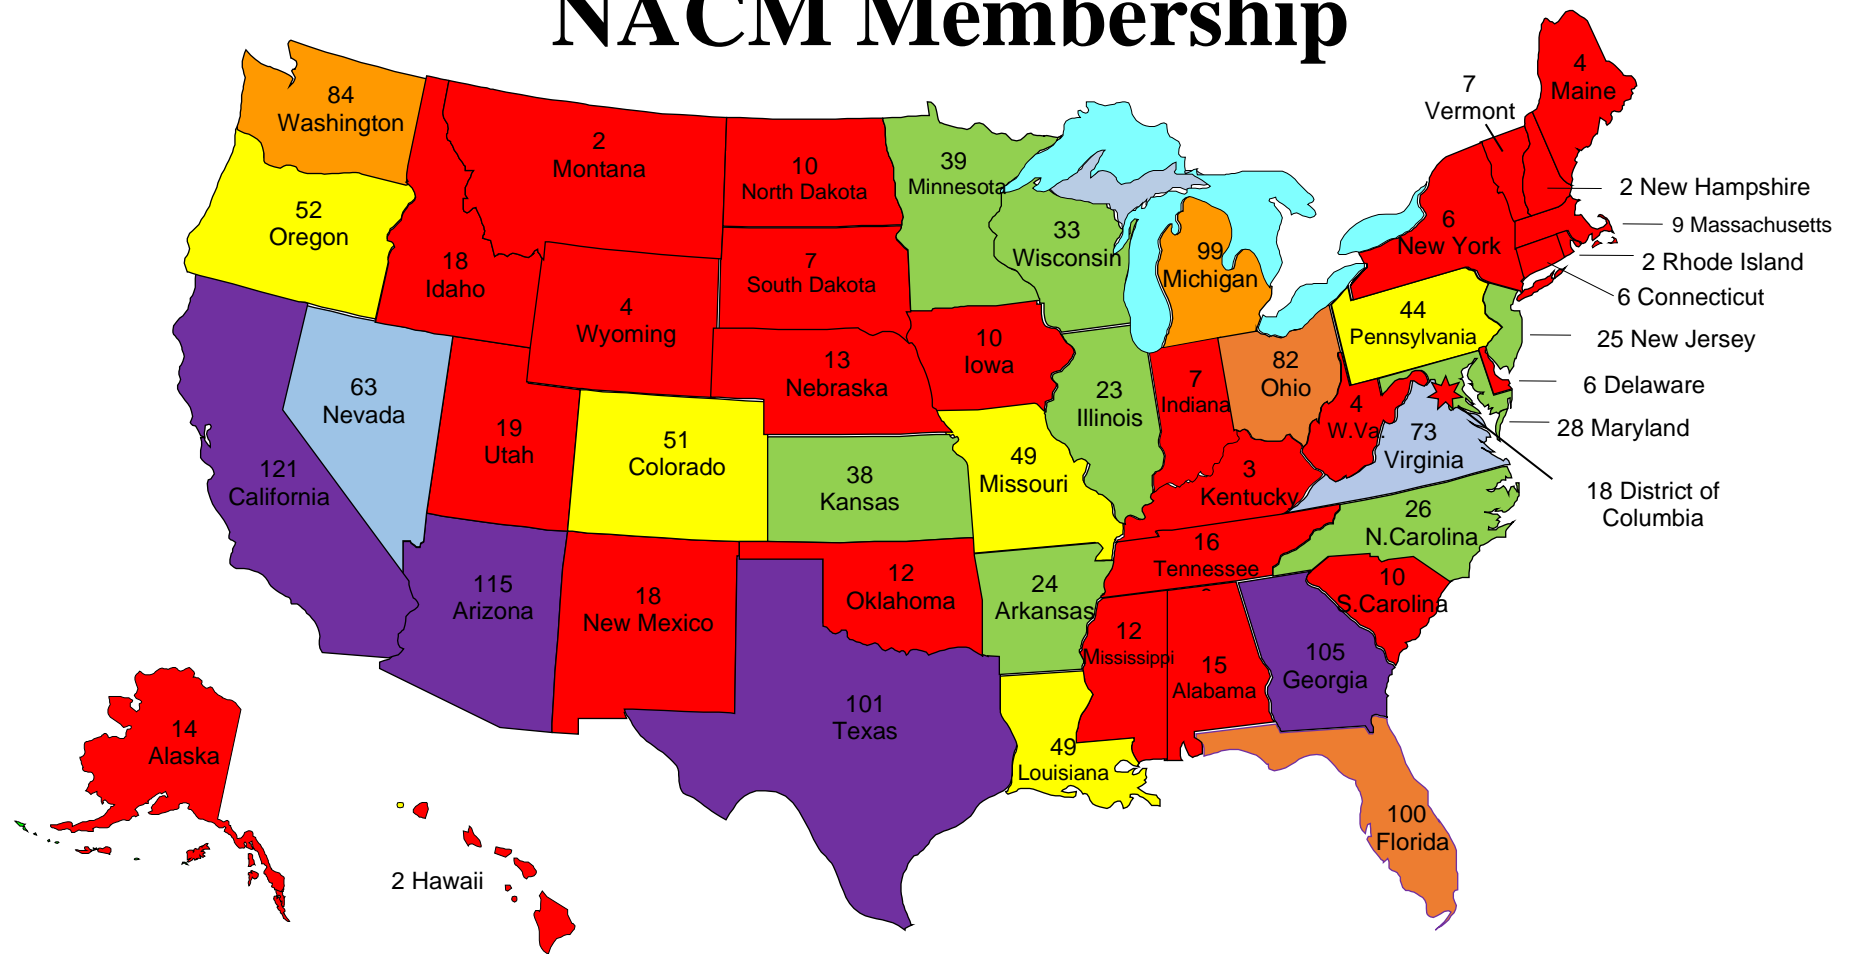 NACM Membership
4
Maine
7
Vermont
84
Washington
2
Montana
10
North Dakota
39
Minnesota
2 New Hampshire
52
Oregon
6
New York
9 Massachusetts
33
Wisconsin
99
Michigan
2 Rhode Island
18
Idaho
7
South Dakota
6 Connecticut
4
Wyoming
44
Pennsylvania
25 New Jersey
10
Iowa
13
Nebraska
82
Ohio
6 Delaware
63
Nevada
23
Illinois
7
Indiana
4
W.Va.
28 Maryland
19
Utah
51
Colorado
73
Virginia
121
California
38
Kansas
49
Missouri
3
Kentucky
18 District of
Columbia
26
N.Carolina
16
Tennessee
115
Arizona
18
New Mexico
12
Oklahoma
24
Arkansas
10
S.Carolina
12
Mississippi
15
Alabama
105
Georgia
101
Texas
14
Alaska
49
Louisiana
100
Florida
2 Hawaii